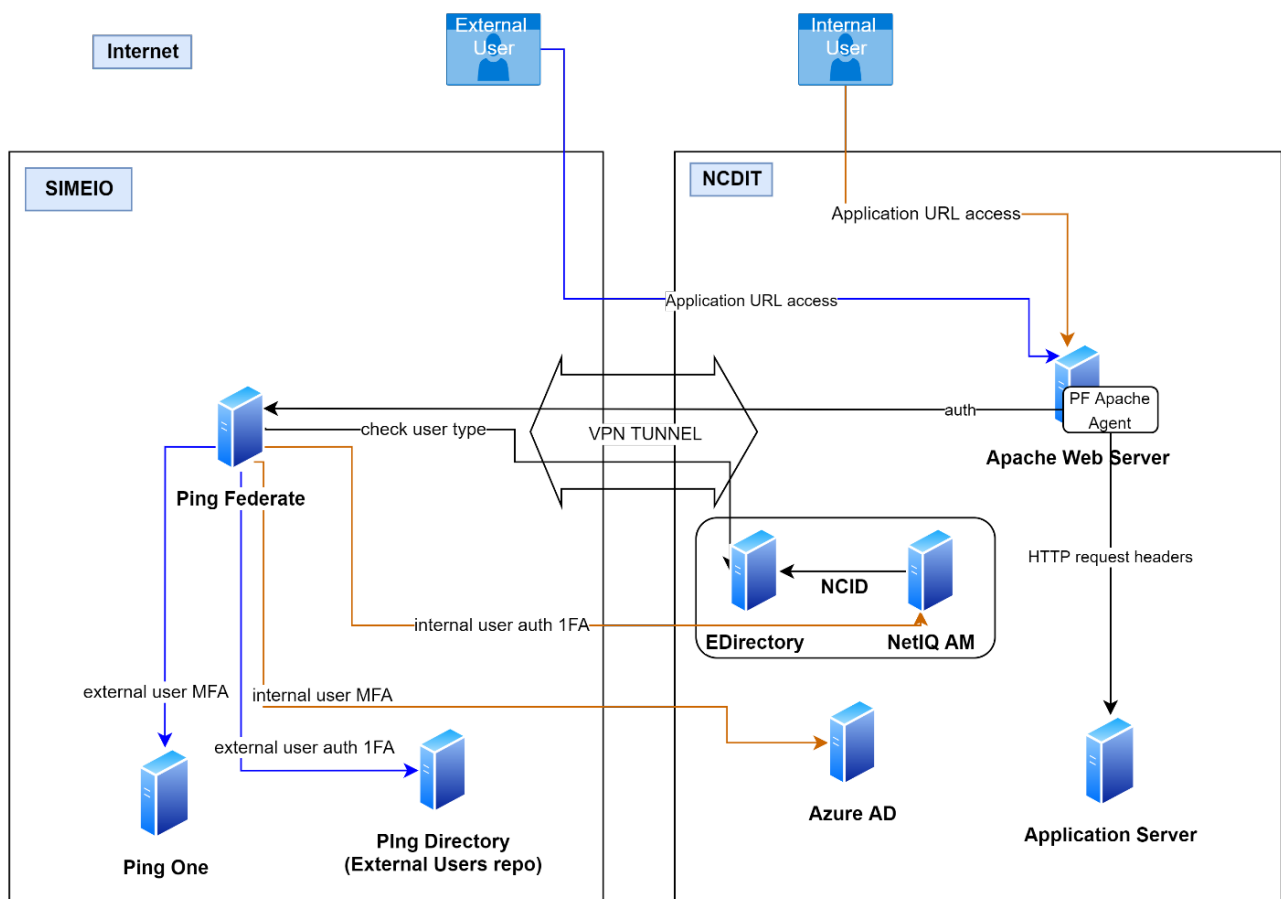 External
User
Internal
User
Internet
SIMEIO
NCDIT
Application URL access
Application URL access
PF Apache
Agent
auth
check user type
VPN TUNNEL
Apache Web Server
Ping Federate
HTTP request headers
NCID
EDirectory
NetIQ AM
internal user auth 1FA
external user MFA
internal user MFA
external user auth 1FA
Azure AD
Application Server
PIng Directory
(External Users repo)
Ping One